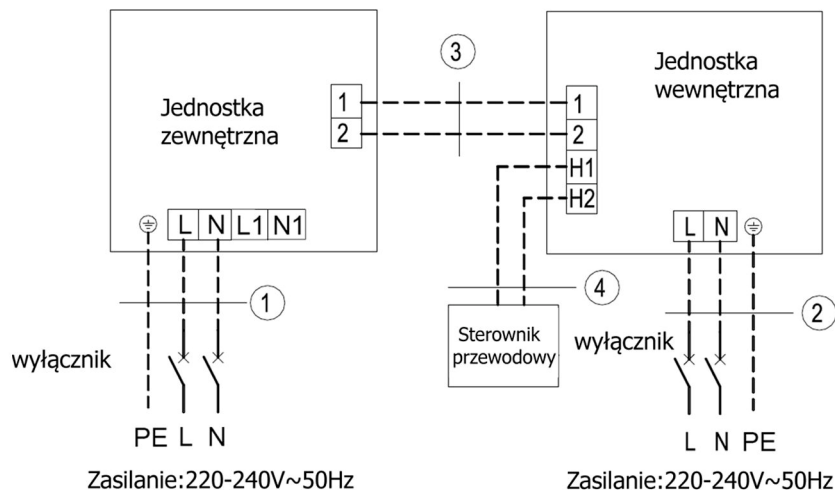 Jednostka
zewnętrzna
1
2
L N L1 N1
1
wyłącznik
PE L N
Zasilanie:220-240V~50Hz
3
Jednostka
wewnętrzna
1
2
H1
H2
L N
4
Sterownik
przewodowy
2
wyłącznik
L N PE
Zasilanie:220-240V~50Hz